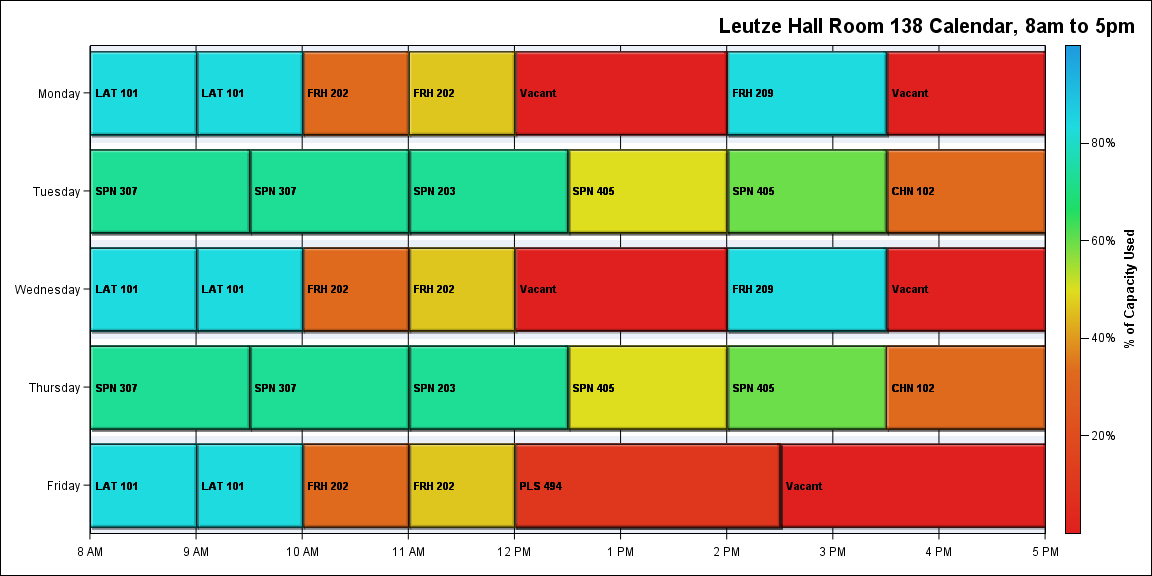 Leutze Hall Room 138 Calendar, 8am to 5pm
Monday
LAT 101
LAT 101
FRH 202
FRH 202
Vacant
FRH 209
Vacant
Tuesday
SPN 307
SPN 307
SPN 203
SPN 405
SPN 405
CHN 102
Wednesday
LAT 101
LAT 101
FRH 202
FRH 202
Vacant
FRH 209
Vacant
Thursday
SPN 307
SPN 307
SPN 203
SPN 405
SPN 405
CHN 102
Friday
LAT 101
LAT 101
FRH 202
FRH 202
PLS 494
Vacant
8 AM
9 AM
10 AM
11 AM
12 PM
1 PM
2 PM
3 PM
4 PM
5 PM
80%
60%
40%
20%
% of Capacity Used